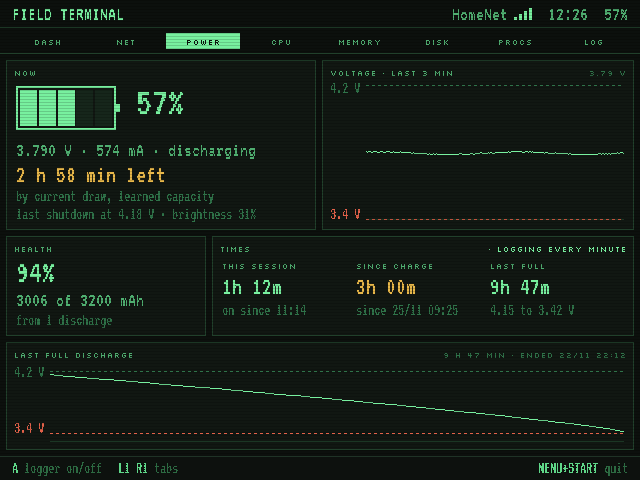 FIELD TERMINAL HomeNet 12:26 57%
DASH NET POWER CPU MEMORY DISK PROCS LOG
NOW
57%
3.790 V · 574 mA · discharging
2 h 58 min left
by current draw, learned capacity
last shutdown at 4.18 V · brightness 31%
VOLTAGE · LAST 3 MIN 3.79 V
4.2 V
3.4 V
HEALTH
94%
3006 of 3200 mAh
from 1 discharge
TIMES · LOGGING EVERY MINUTE
THIS SESSION SINCE CHARGE LAST FULL
1h 12m 3h 00m 9h 47m
on since 11:14 since 25/11 09:25 4.15 to 3.42 V
LAST FULL DISCHARGE 9 H 47 MIN · ENDED 22/11 22:12
4.2 V
3.4 V
A logger on/off L1 R1 tabs MENU+START quit